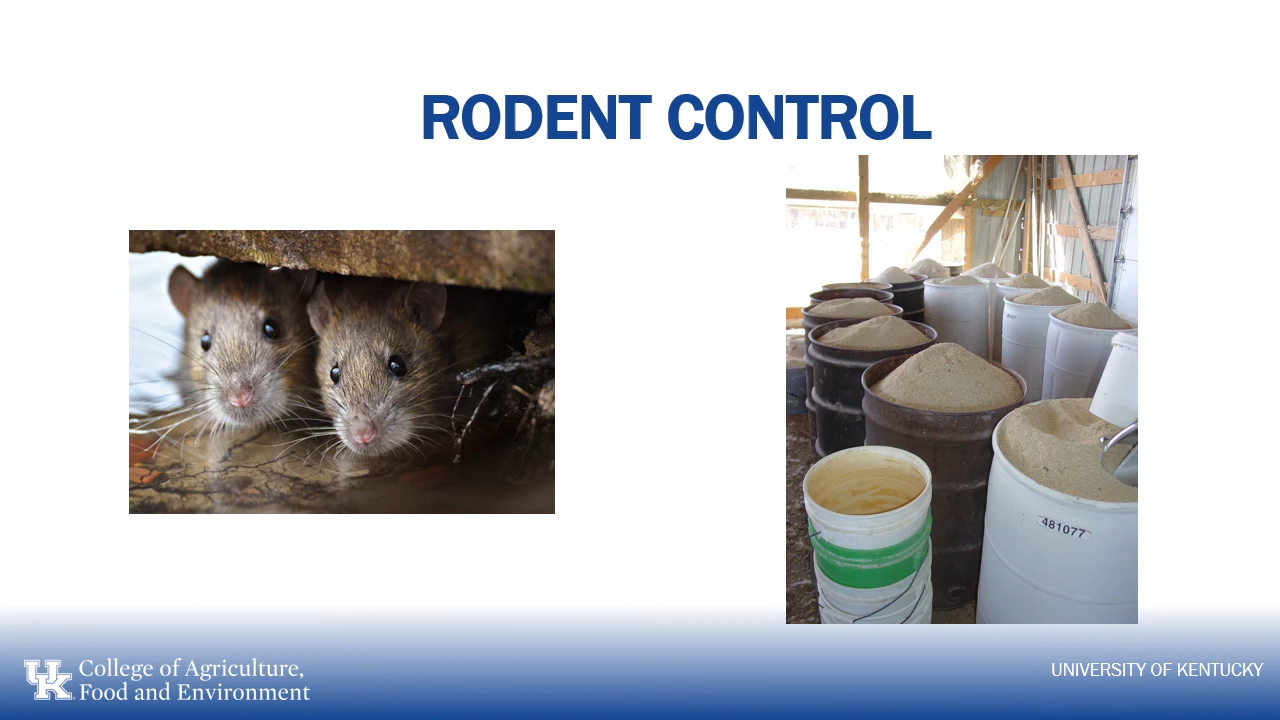 RODENT CONTROL
481077
UK College of Agriculture,
Food and Environment
UNIVERSITY OF KENTUCKY